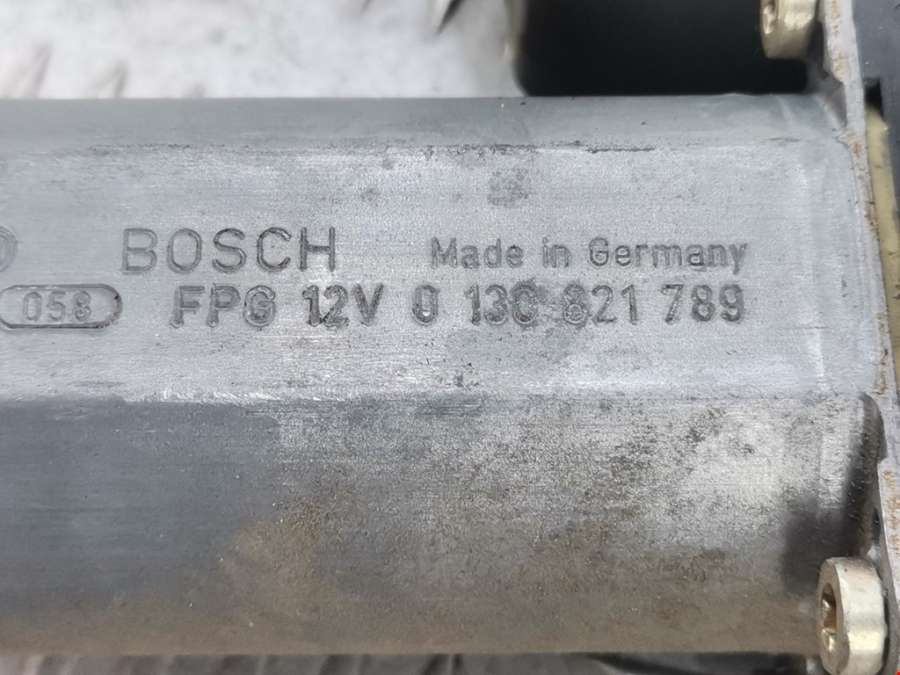 BOSCH Made in Germany
058 FPG 12V 0 130 821 789